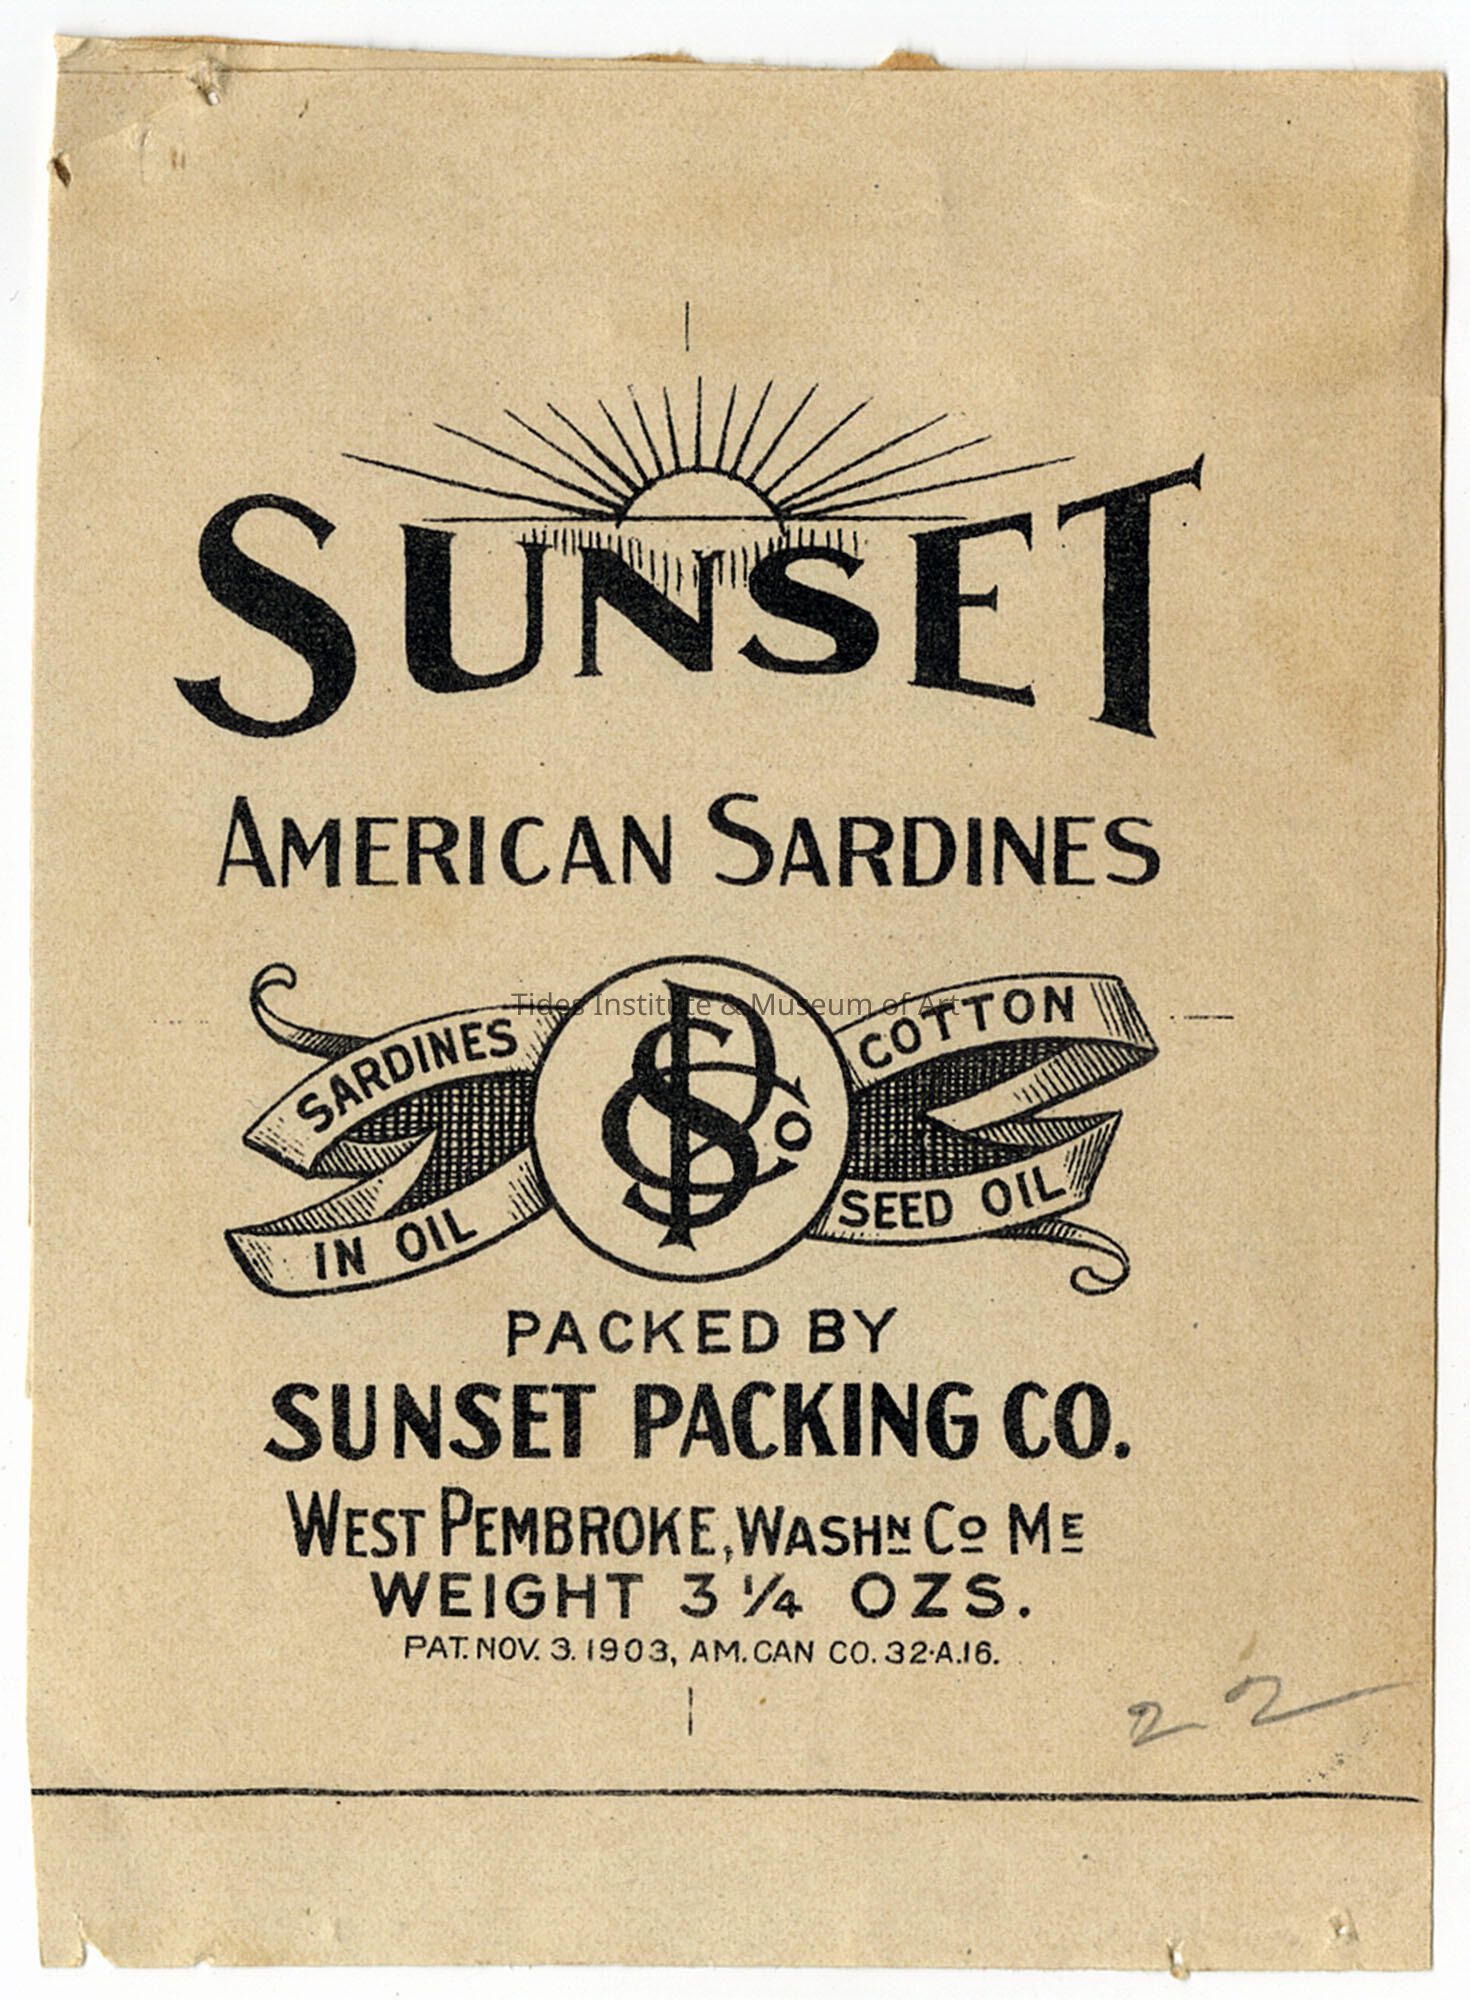 SUNSET
AMERICAN SARDINES
Tides Institute & Museum of Art
SARDINES
IN OIL
SPCo
COTTON
SEED OIL
PACKED BY
SUNSET PACKING CO.
WEST PEMBROKE, WASHN CO ME
WEIGHT 3 1/4 OZS.
PAT. NOV. 3. 1903, AM. CAN CO. 32·A.16.
22